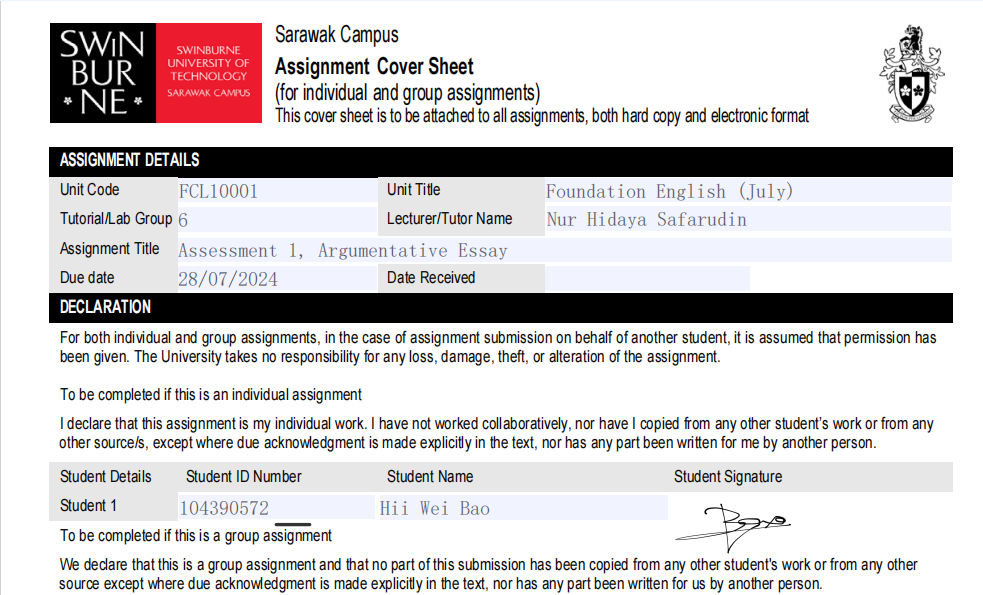 SWIN
BUR
NE
SWINBURNE
UNIVERSITY OF
TECHNOLOGY
SARAWAK CAMPUS
Sarawak Campus
Assignment Cover Sheet
(for individual and group assignments)
This cover sheet is to be attached to all assignments, both hard copy and electronic format
ASSIGNMENT DETAILS
Unit Code FCL10001 Unit Title Foundation English (July)
Tutorial/Lab Group 6 Lecturer/Tutor Name Nur Hidaya Safarudin
Assignment Title Assessment 1, Argumentative Essay
Due date 28/07/2024 Date Received
DECLARATION
For both individual and group assignments, in the case of assignment submission on behalf of another student, it is assumed that permission has
been given. The University takes no responsibility for any loss, damage, theft, or alteration of the assignment.
To be completed if this is an individual assignment
I declare that this assignment is my individual work. I have not worked collaboratively, nor have I copied from any other student's work or from any
other source/s, except where due acknowledgment is made explicitly in the text, nor has any part been written for me by another person.
Student Details Student ID Number Student Name Student Signature
Student 1 104390572 Hii Wei Bao
To be completed if this is a group assignment
We declare that this is a group assignment and that no part of this submission has been copied from any other student's work or from any other
source except where due acknowledgment is made explicitly in the text, nor has any part been written for us by another person.